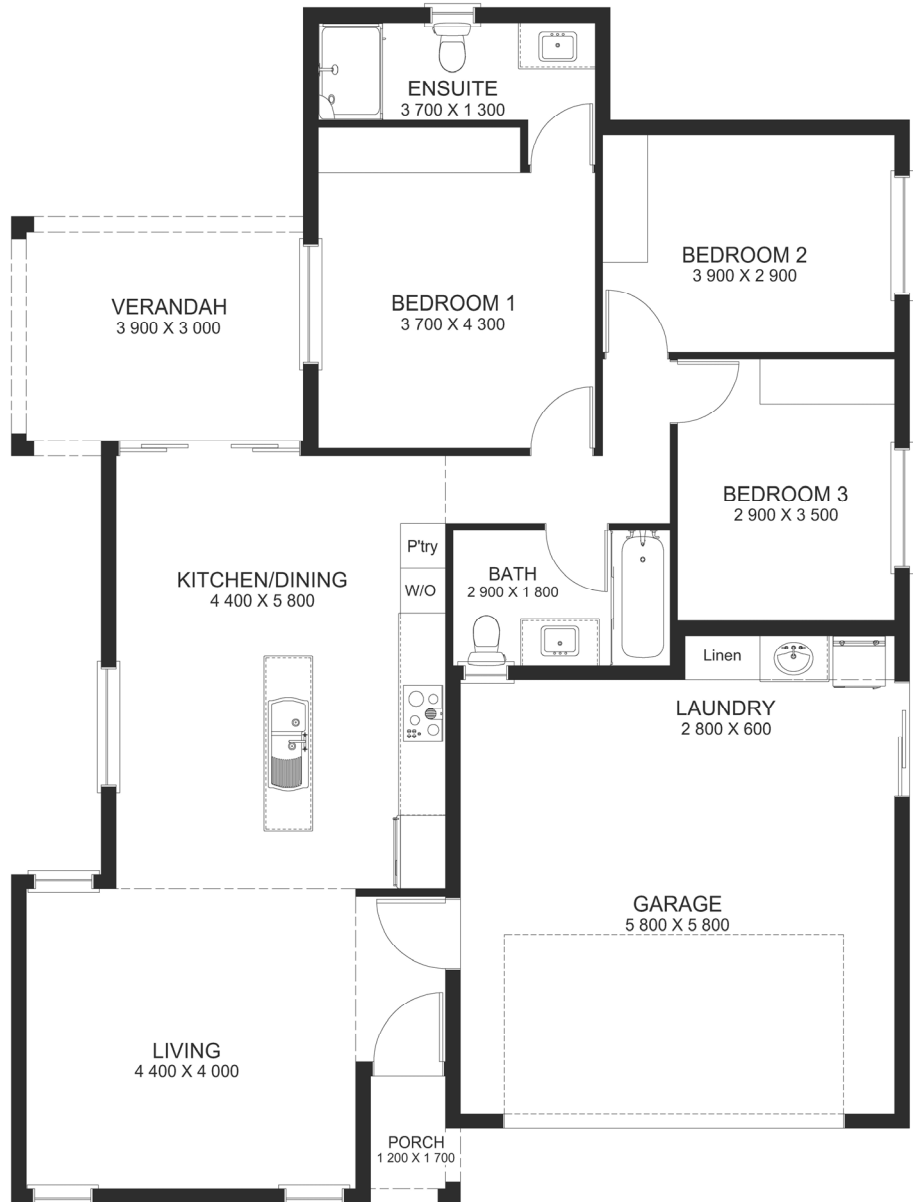 ENSUITE
3 700 X 1 300
BEDROOM 2
3 900 X 2 900
VERANDAH
3 900 X 3 000
BEDROOM 1
3 700 X 4 300
BEDROOM 3
2 900 X 3 500
P'try
W/O
KITCHEN/DINING
4 400 X 5 800
BATH
2 900 X 1 800
Linen
LAUNDRY
2 800 X 600
GARAGE
5 800 X 5 800
LIVING
4 400 X 4 000
PORCH
1 200 X 1 700